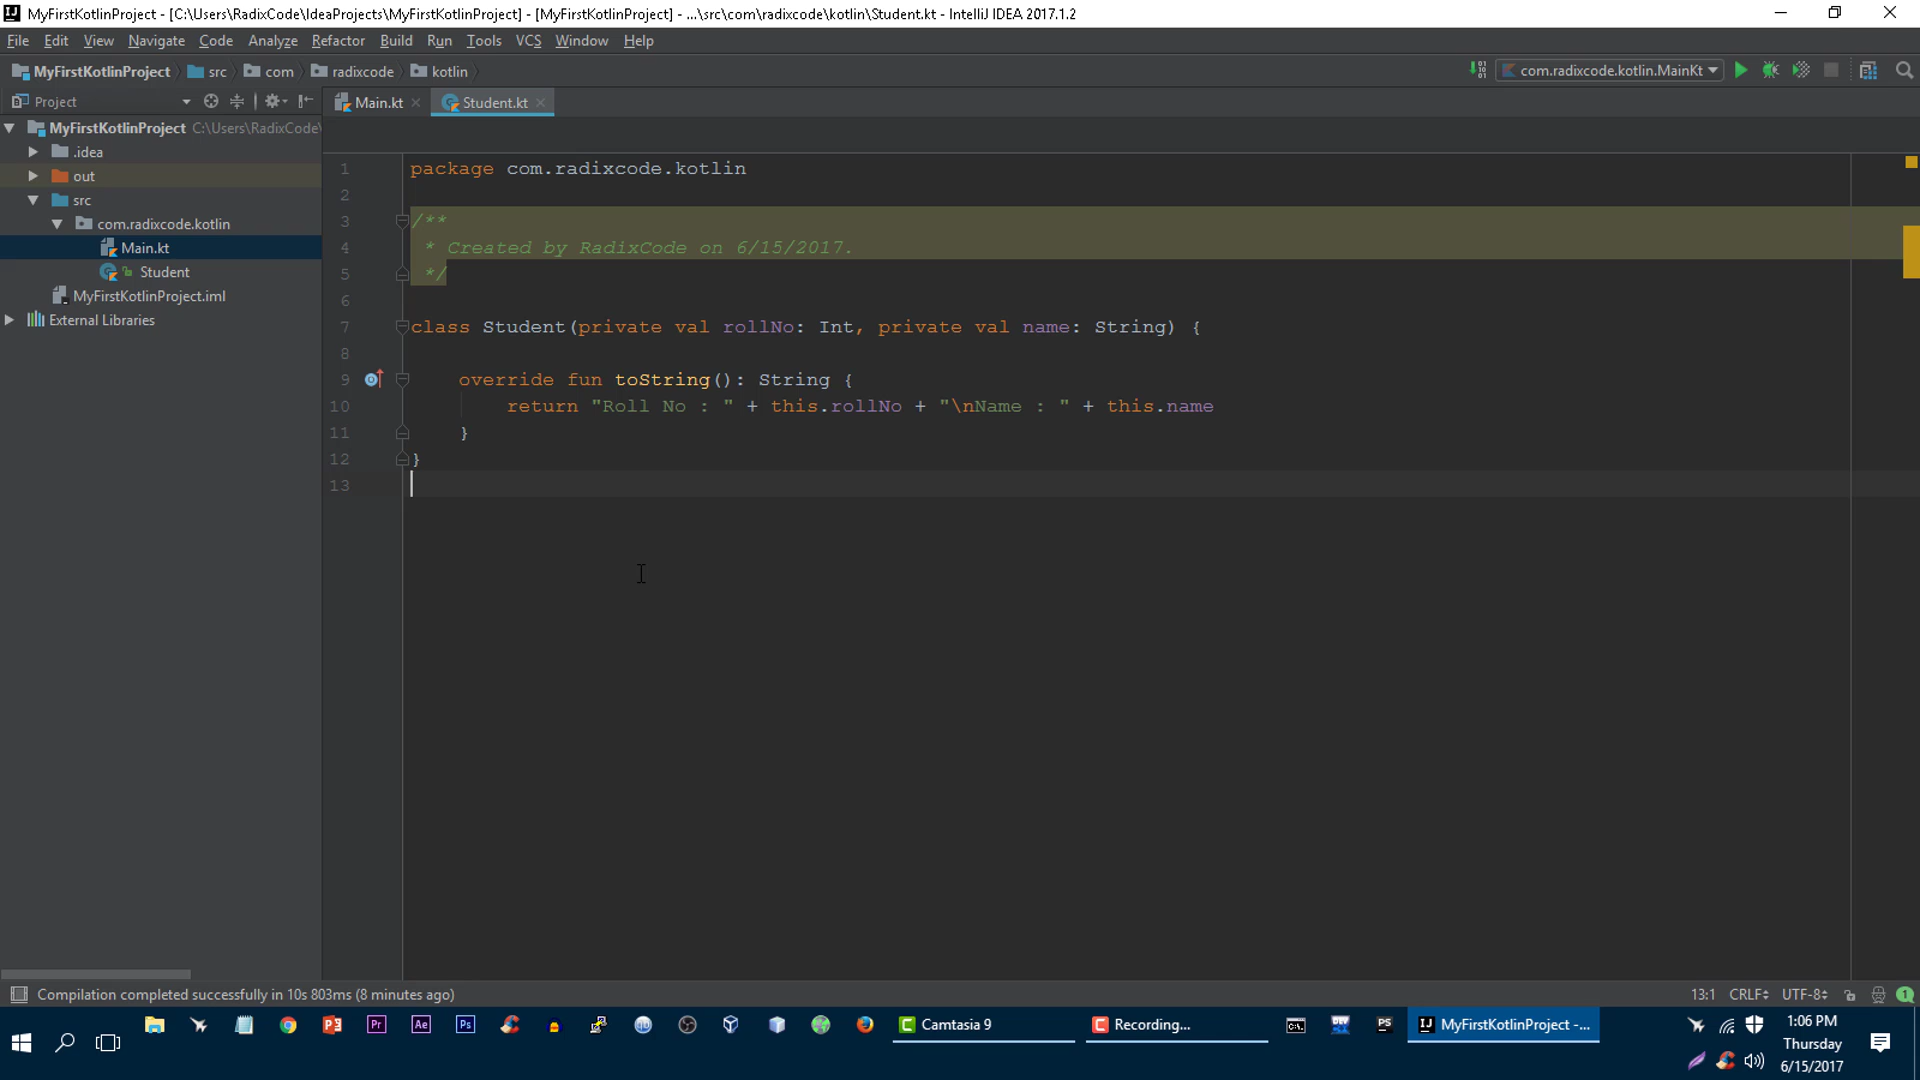 MyFirstKotlinProject - [C:\Users\RadixCode\IdeaProjects\MyFirstKotlinProject] - [MyFirstKotlinProject] - ...\src\com\radixcode\kotlin\Student.kt - IntelliJ IDEA 2017.1.2
File Edit View Navigate Code Analyze Refactor Build Run Tools VCS Window Help
MyFirstKotlinProject src com radixcode kotlin com.radixcode.kotlin.MainKt
Project Main.kt Student.kt
MyFirstKotlinProject C:\Users\RadixCode\
.idea
out
src
com.radixcode.kotlin
Main.kt
Student
MyFirstKotlinProject.iml
External Libraries
1 package com.radixcode.kotlin
2
3 /**
4 * Created by RadixCode on 6/15/2017.
5 */
6
7 class Student(private val rollNo: Int, private val name: String) {
8
9 override fun toString(): String {
10 return "Roll No : " + this.rollNo + "\nName : " + this.name
11 }
12 }
13
Compilation completed successfully in 10s 803ms (8 minutes ago) 13:1 CRLF UTF-8 1
Pr Ae Ps Camtasia 9 Recording... PS MyFirstKotlinProject -...
1:06 PM
Thursday
6/15/2017